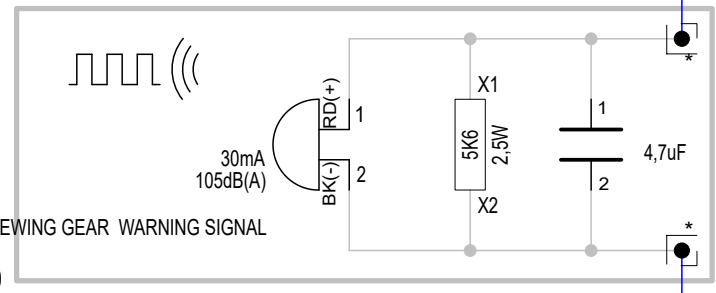 *
X1
RD(+)
1
1
5K6
2,5W
30mA
105dB(A)
4,7uF
BK(-)
2
2
X2
EWING GEAR  WARNING SIGNAL
*
)